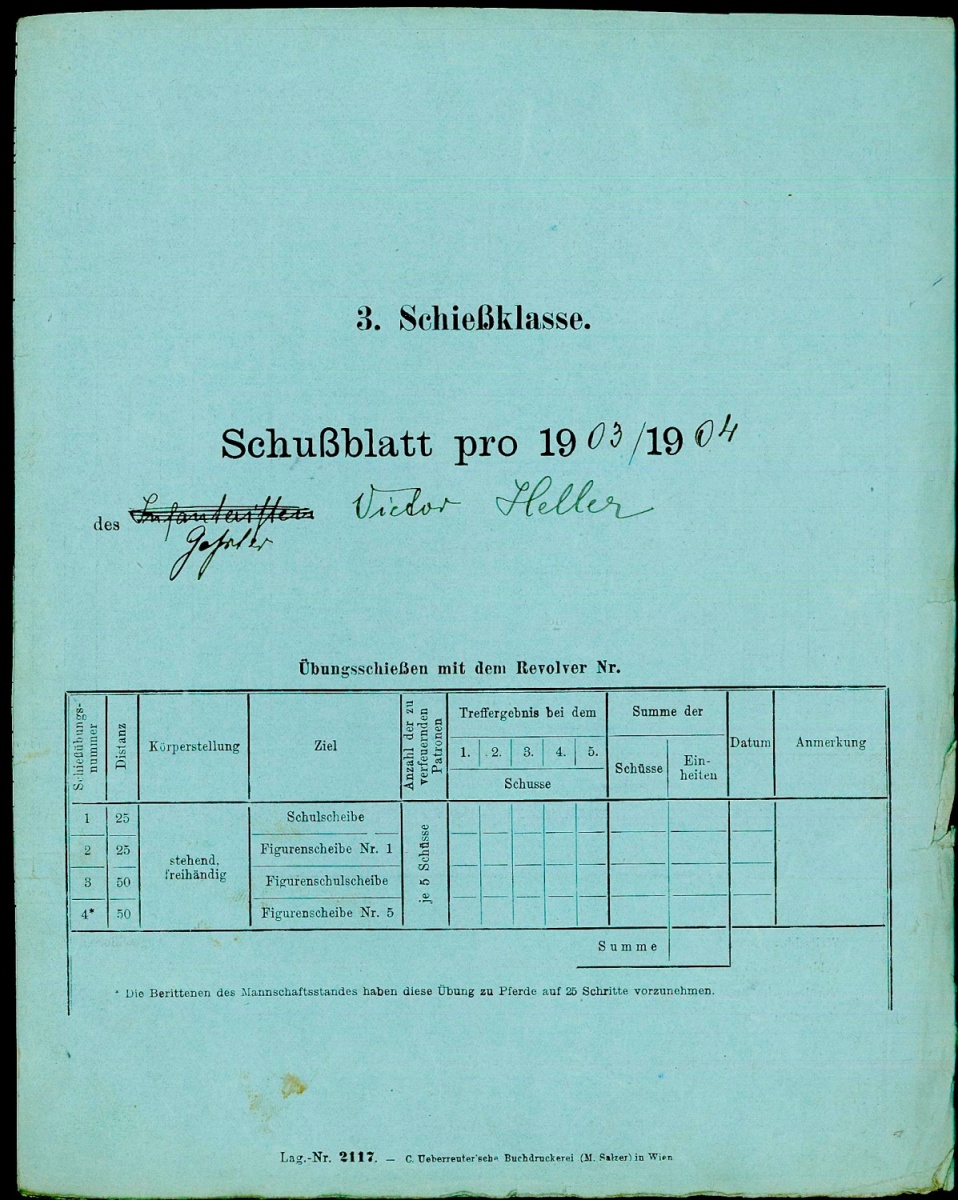 3. Schießklasse.
Schußblatt pro 1903/1904
des Infanteristen Victor Heller
Übungsschießen mit dem Revolver Nr.
Schießübungs-nummer Distanz Körperstellung Ziel Anzahl der zu verfeuernden Patronen Treffergebnis bei dem Summe der Datum Anmerkung
1. 2. 3. 4. 5. Schüsse Ein-heiten
Schusse
1 25 stehend, freihändig Schulscheibe je 5 Schüsse
2 25 Figurenscheibe Nr. 1
3 50 Figurenschulscheibe
4* 50 Figurenscheibe Nr. 5
Summe
* Die Berittenen des Mannschaftsstandes haben diese Übung zu Pferde auf 25 Schritte vorzunehmen.
Lag.-Nr. 2117. — C. Ueberreuter'sche Buchdruckerei (M. Salzer) in Wien